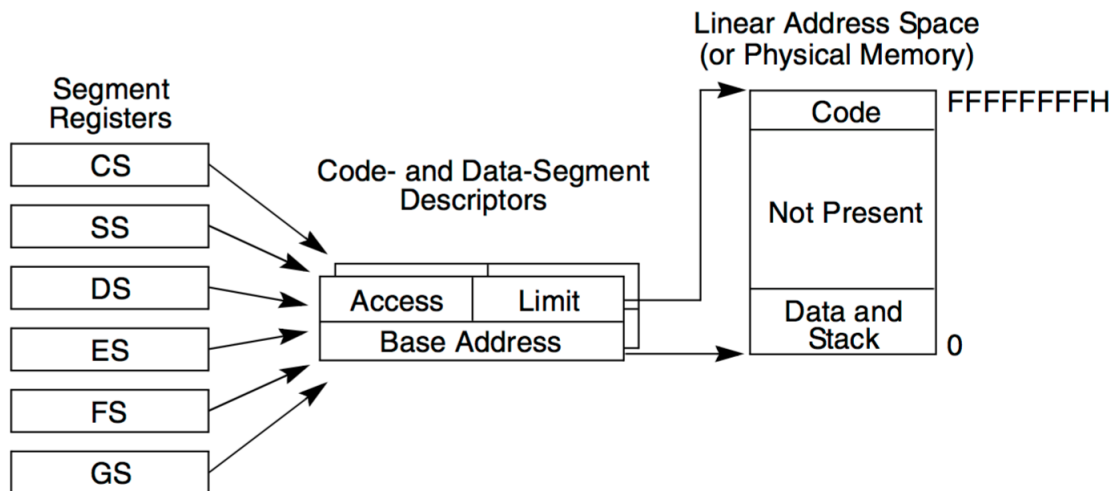 Linear Address Space
(or Physical Memory)
Segment
Registers
CS
SS
DS
ES
FS
GS
Code- and Data-Segment
Descriptors
Access
Limit
Base Address
Code
FFFFFFFFH
Not Present
Data and
Stack
0